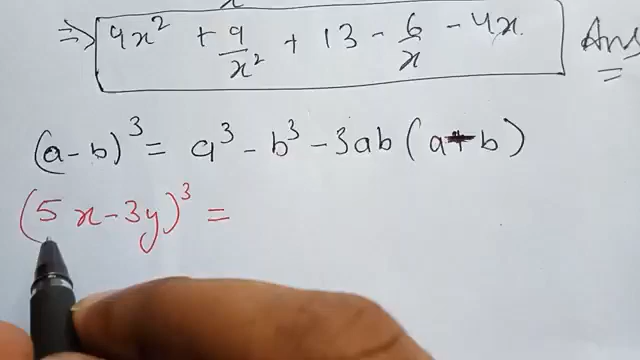 ⇒ 4x² + 9/x² + 13 - 6/x - 4x Ans
(a-b)³ = a³ - b³ - 3ab (a - b)
(5x-3y)³ =